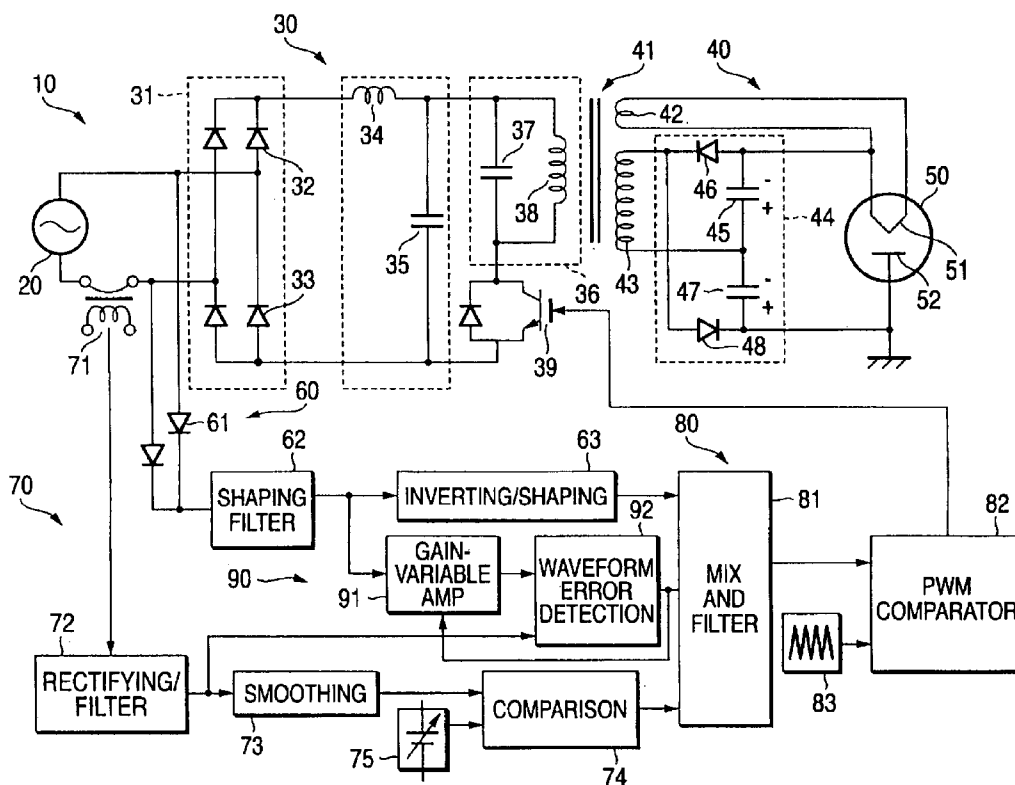 30
41
40
10
31
34
37
42
32
38
46
50
45
44
20
35
33
43
51
36
47
52
71
39
48
61
60
62
63
80
81
70
SHAPING
FILTER
INVERTING/SHAPING
92
82
90
91
GAIN-
VARIABLE
AMP
WAVEFORM
ERROR
DETECTION
MIX
AND
FILTER
PWM
COMPARATOR
72
RECTIFYING/
FILTER
SMOOTHING
73
COMPARISON
83
75
74
- 
+
-
+